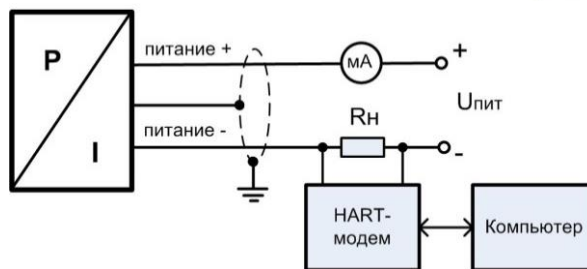 P
I
питание +
питание -
мА
+
Uпит
-
Rн
HART-
модем
Компьютер